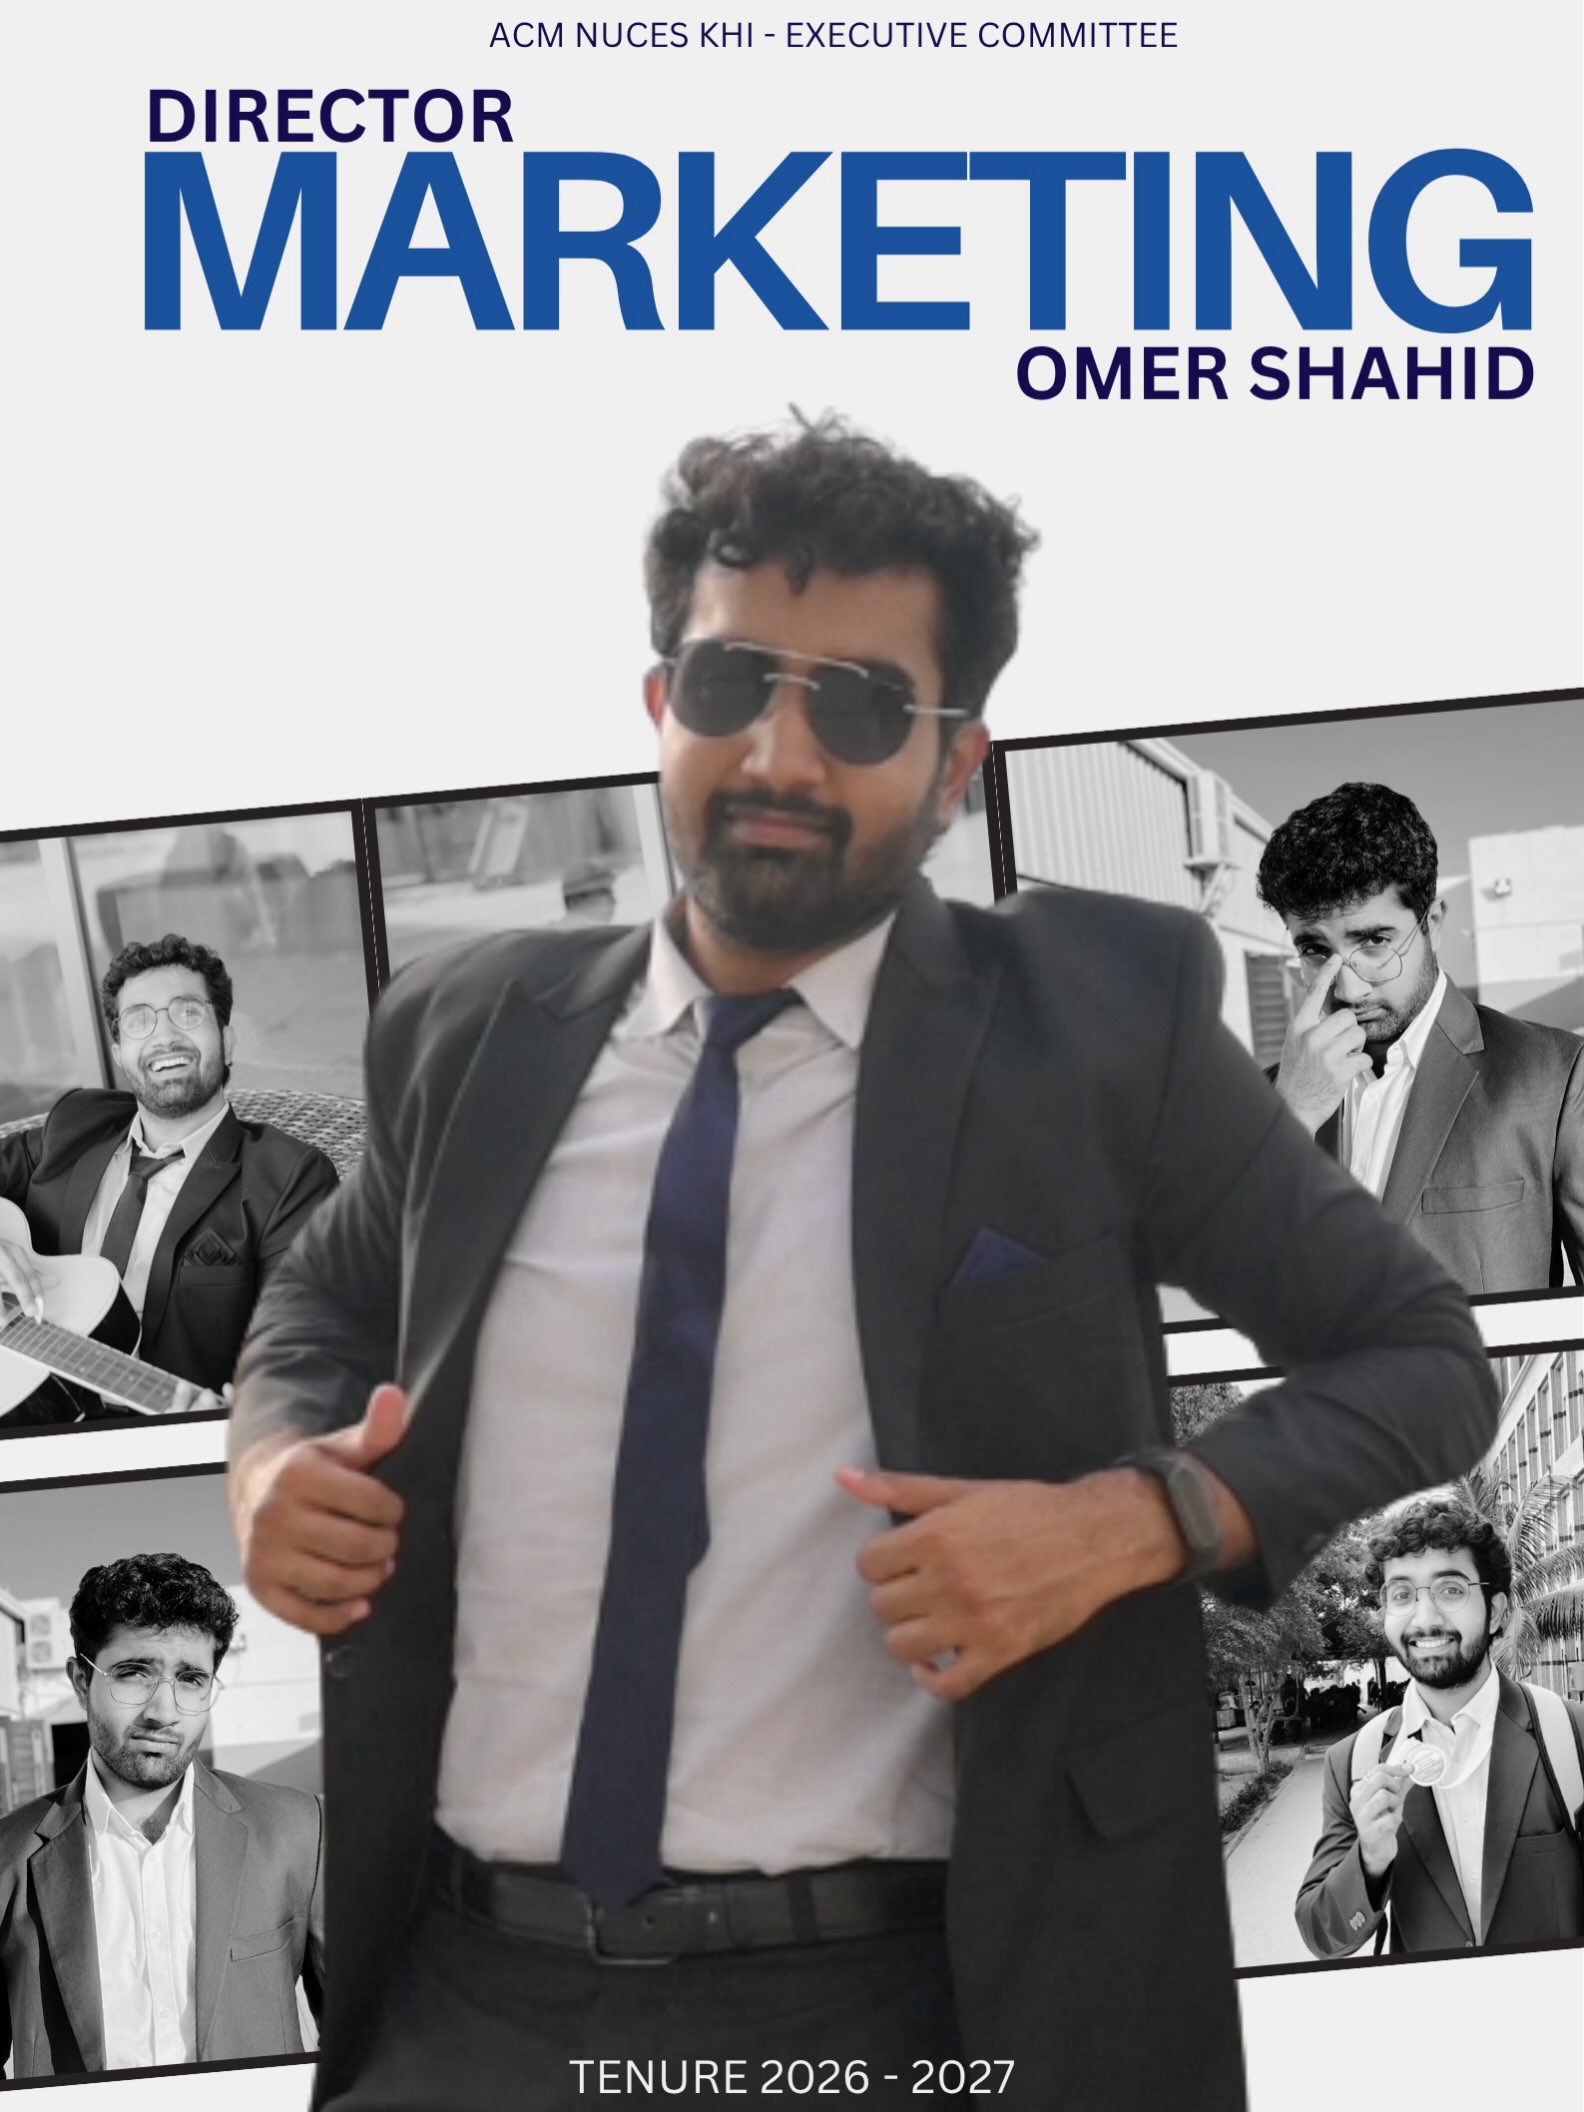 ACM NUCES KHI - EXECUTIVE COMMITTEE
DIRECTOR
MARKETING
OMER SHAHID
TENURE 2026 - 2027